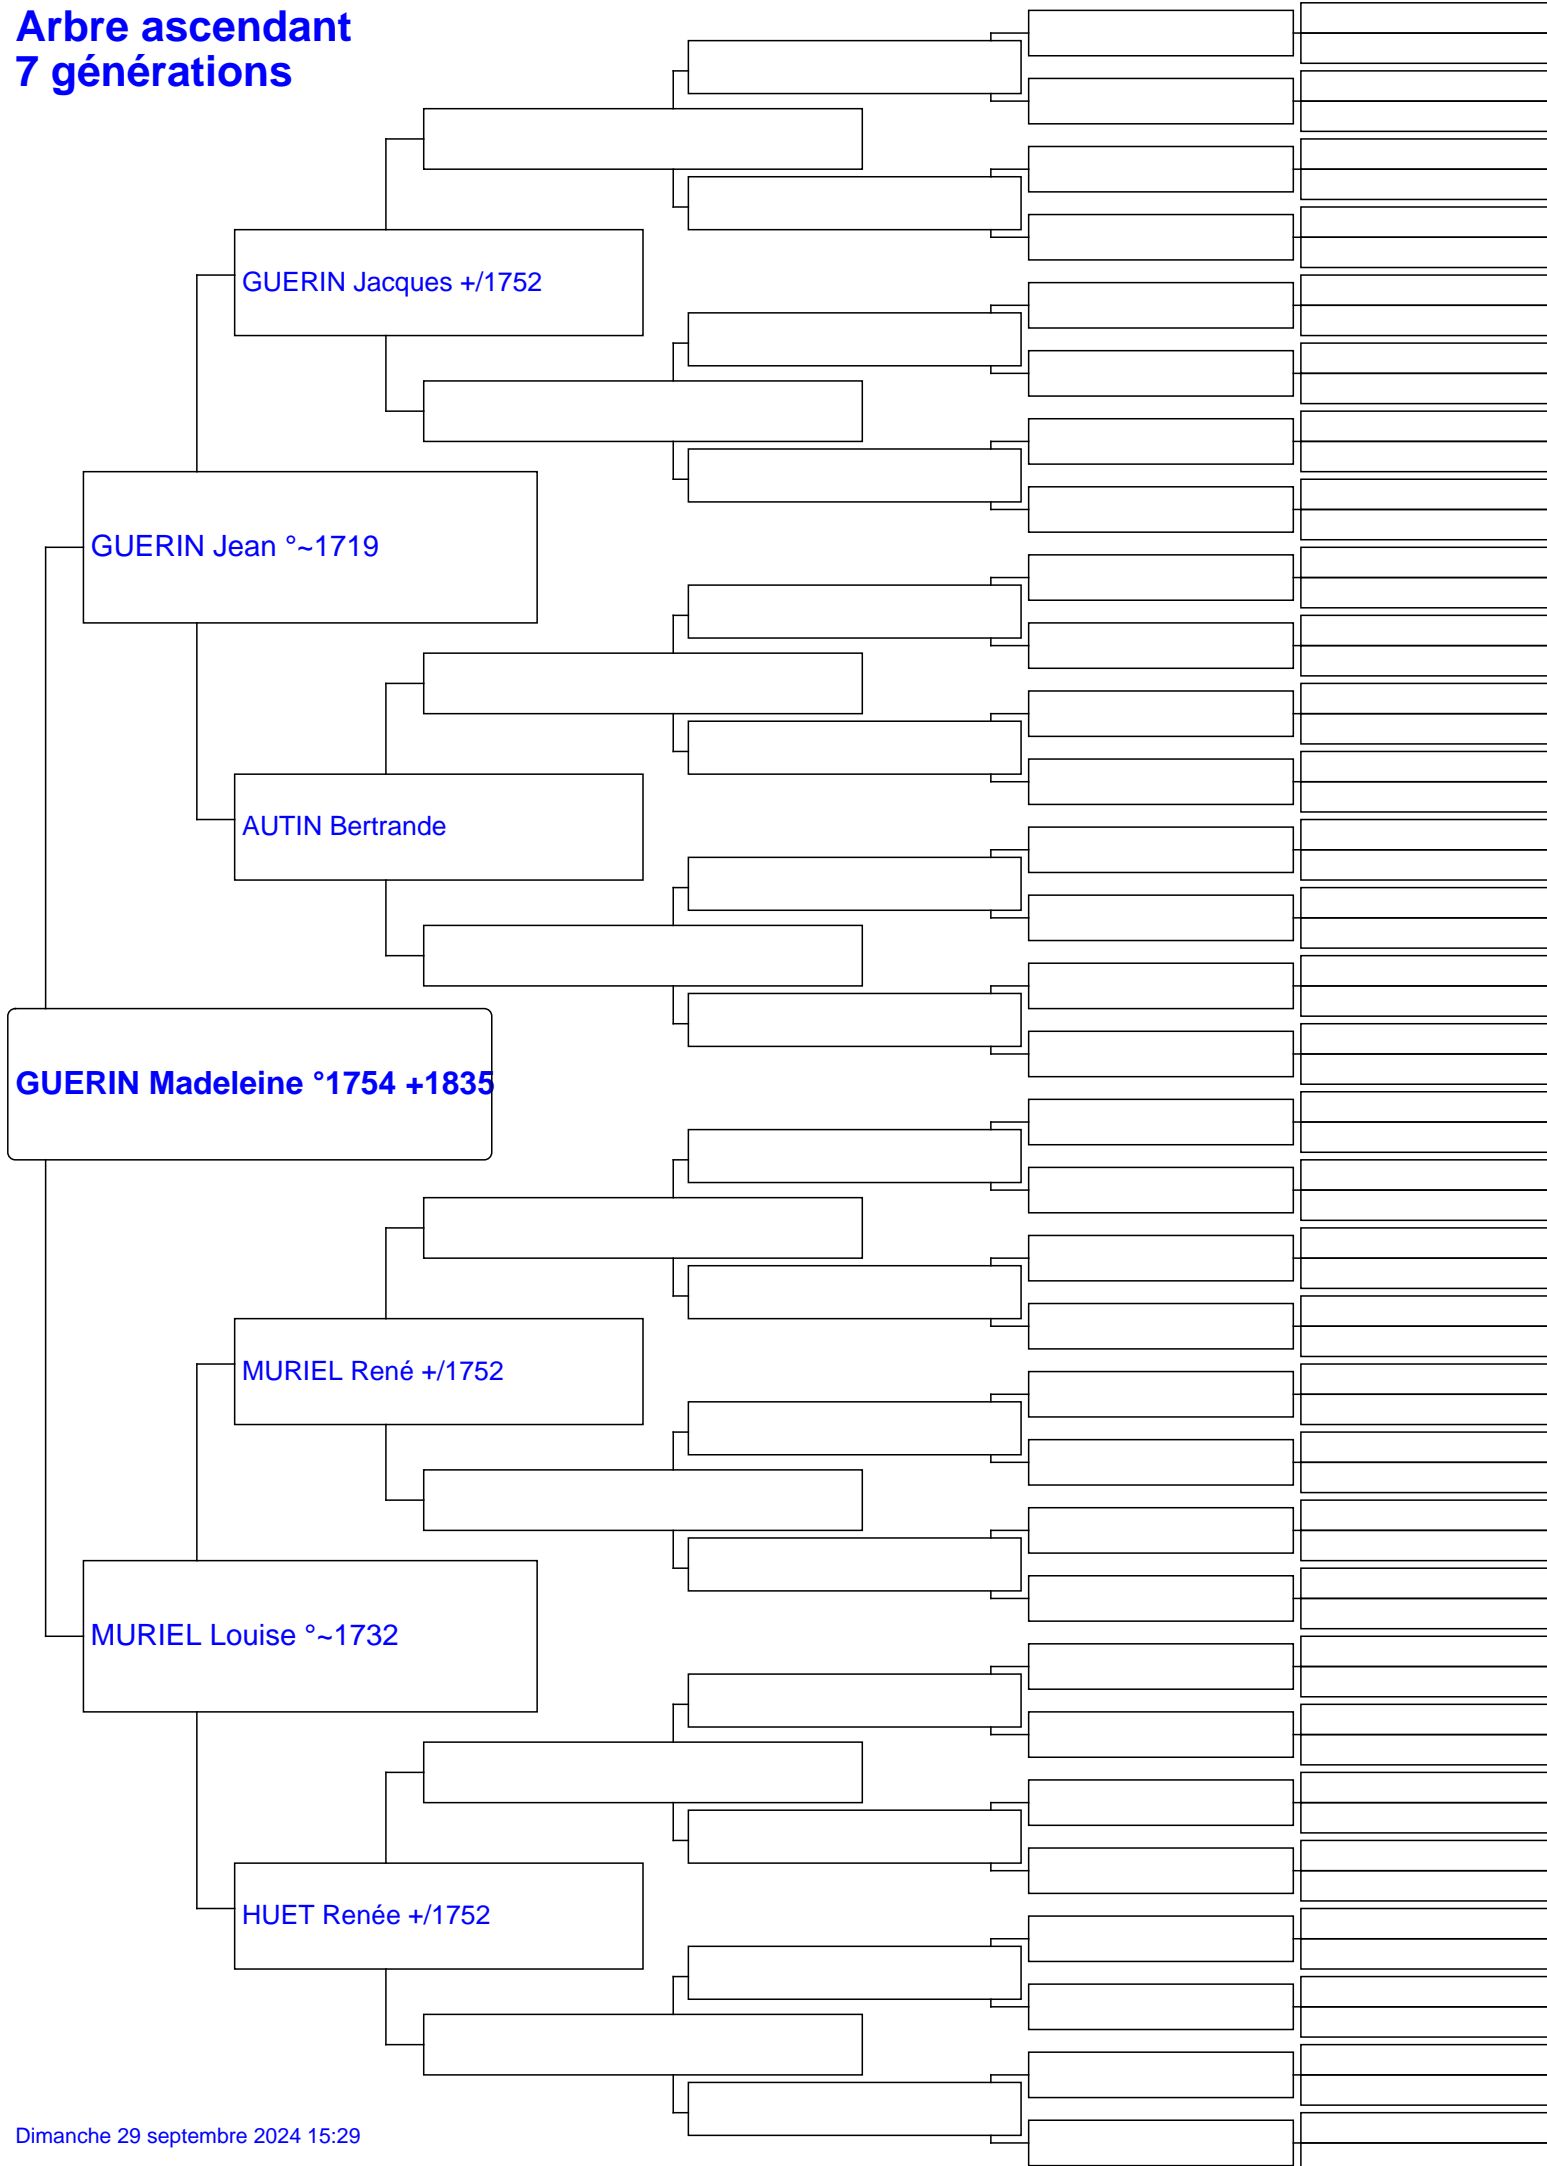 Arbre ascendant
7 générations
GUERIN Jacques +/1752
GUERIN Jean °~1719
AUTIN Bertrande
GUERIN Madeleine °1754 +1835
MURIEL René +/1752
MURIEL Louise °~1732
HUET Renée +/1752
Dimanche 29 septembre 2024 15:29